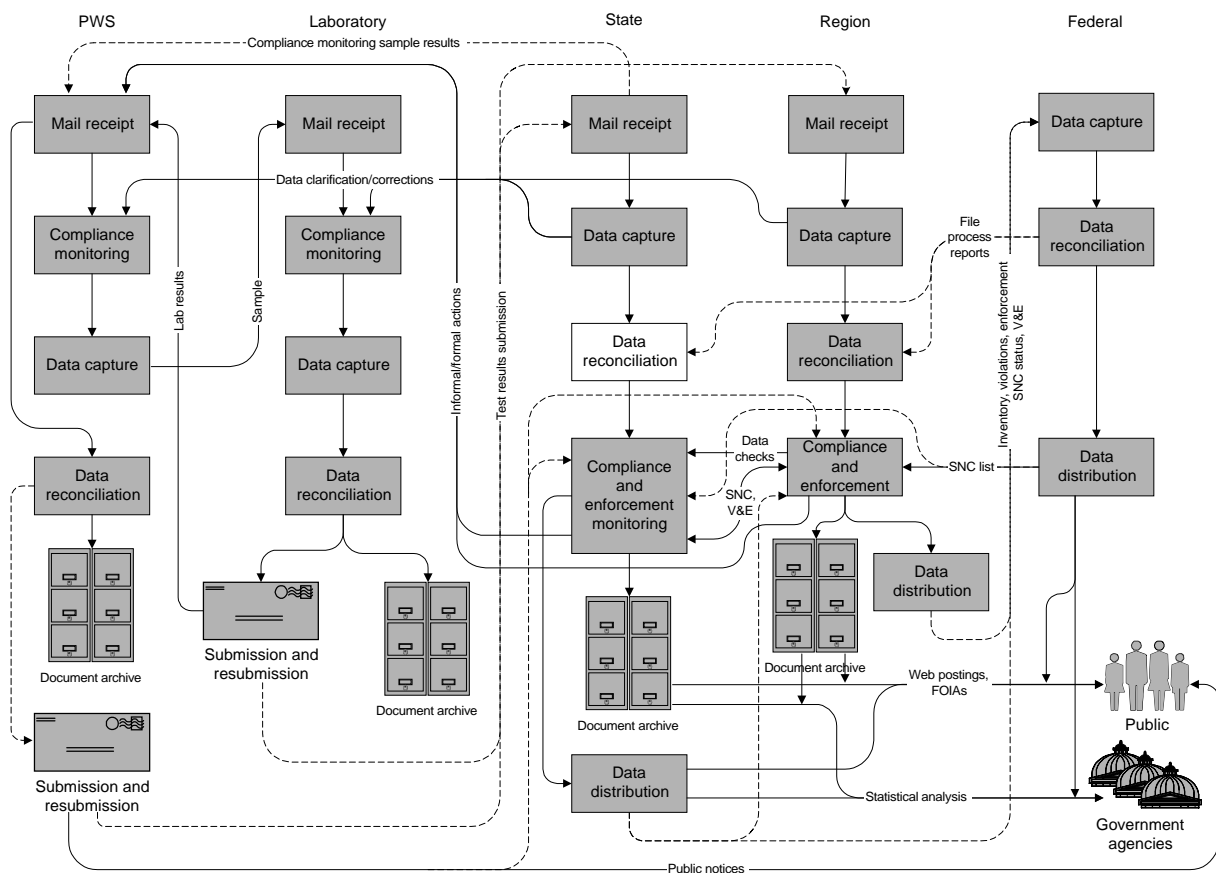 PWS
Laboratory
State
Region
Federal
Compliance monitoring sample results
Mail receipt
Mail receipt
Mail receipt
Mail receipt
Data capture
Data clarification/corrections
Compliance
monitoring
Compliance
monitoring
Data capture
Data capture
File
process
reports
Data
reconciliation
Lab results
Sample
Informal/formal actions
Test results submission
Inventory, violations, enforcement
SNC status, V&E
Data capture
Data capture
Data
reconciliation
Data
reconciliation
Data
reconciliation
Data
reconciliation
Compliance
and
enforcement
monitoring
Data
checks
SNC,
V&E
Compliance
and
enforcement
SNC list
Data
distribution
Data
distribution
Document archive
Submission and
resubmission
Document archive
Document archive
Document archive
Web postings,
FOIAs
Public
Submission and
resubmission
Data
distribution
Statistical analysis
Government
agencies
Public notices